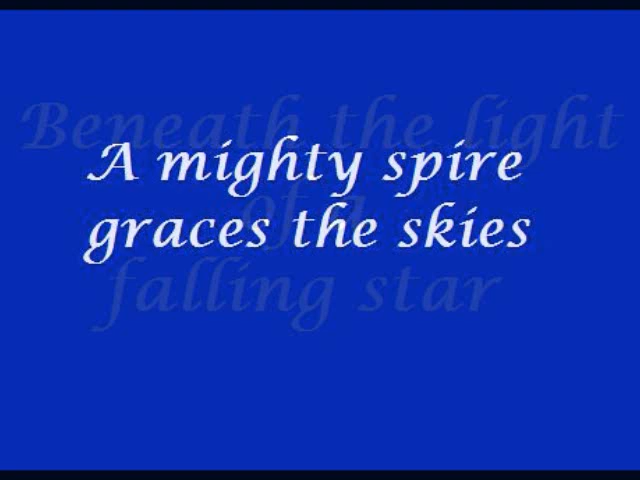 Beneath the light
of a
falling star
A mighty spire
graces the skies